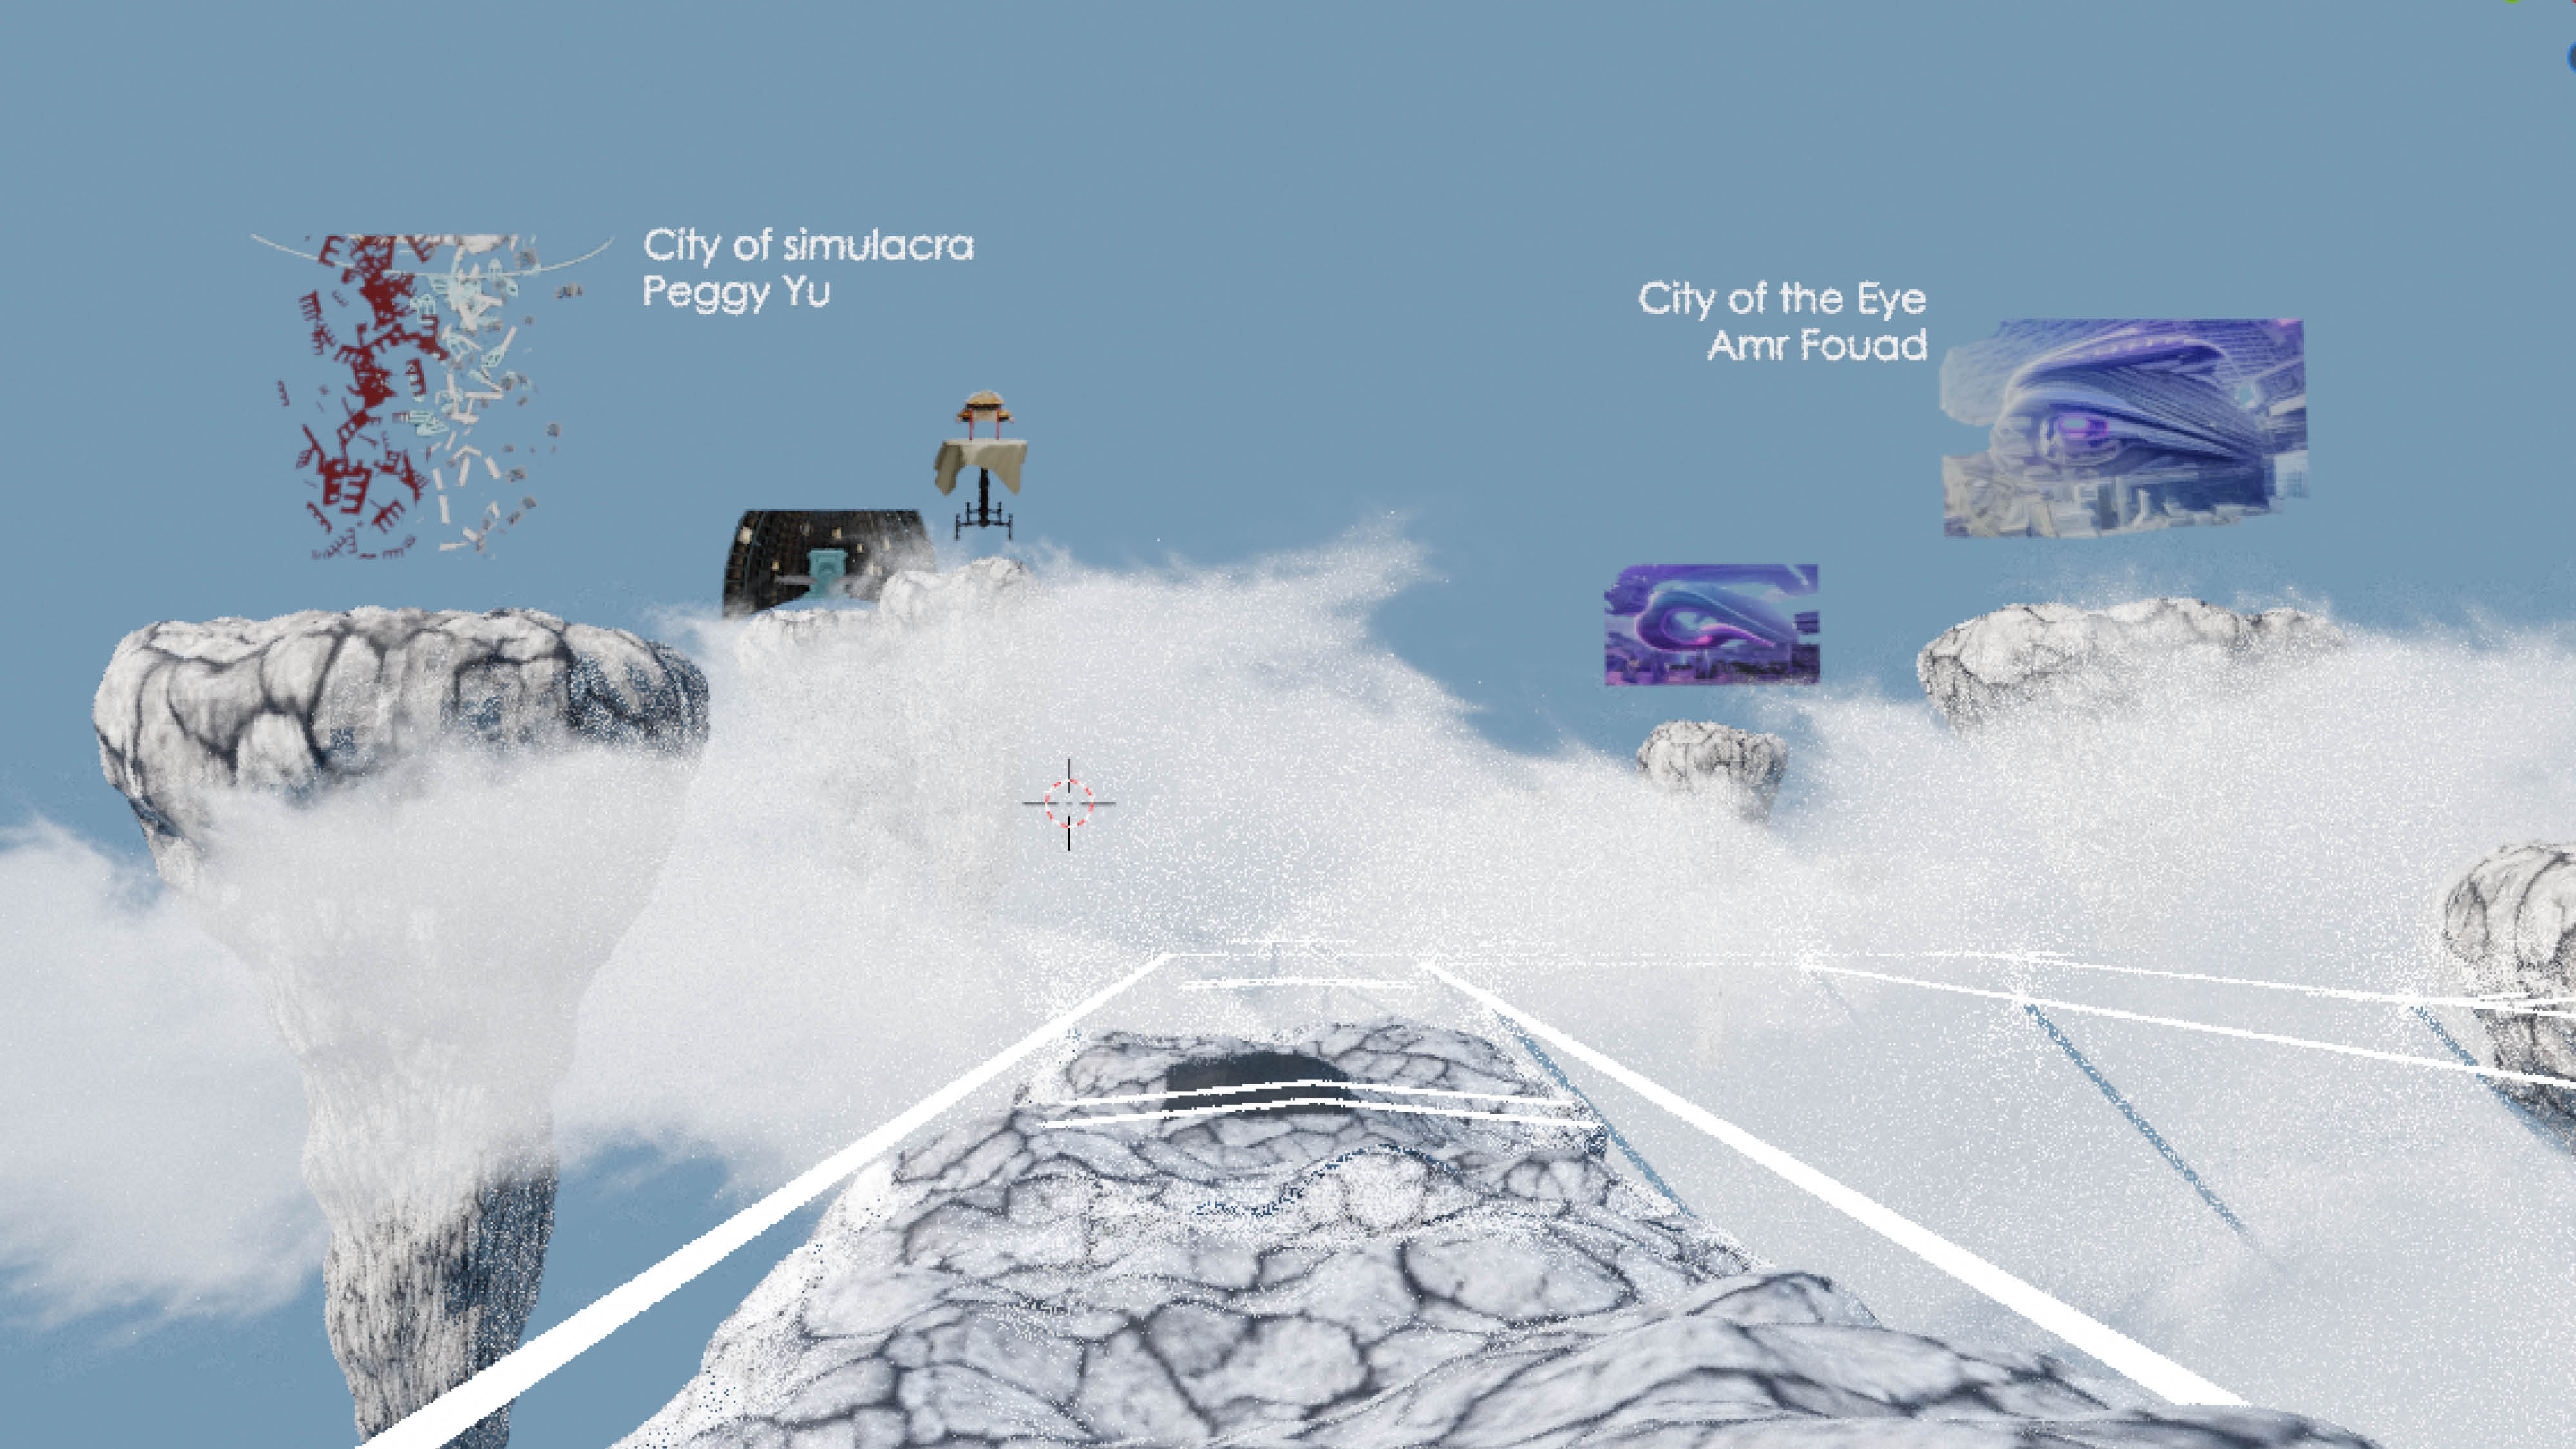 City of simulacra
Peggy Yu
City of the Eye
Amr Fouad